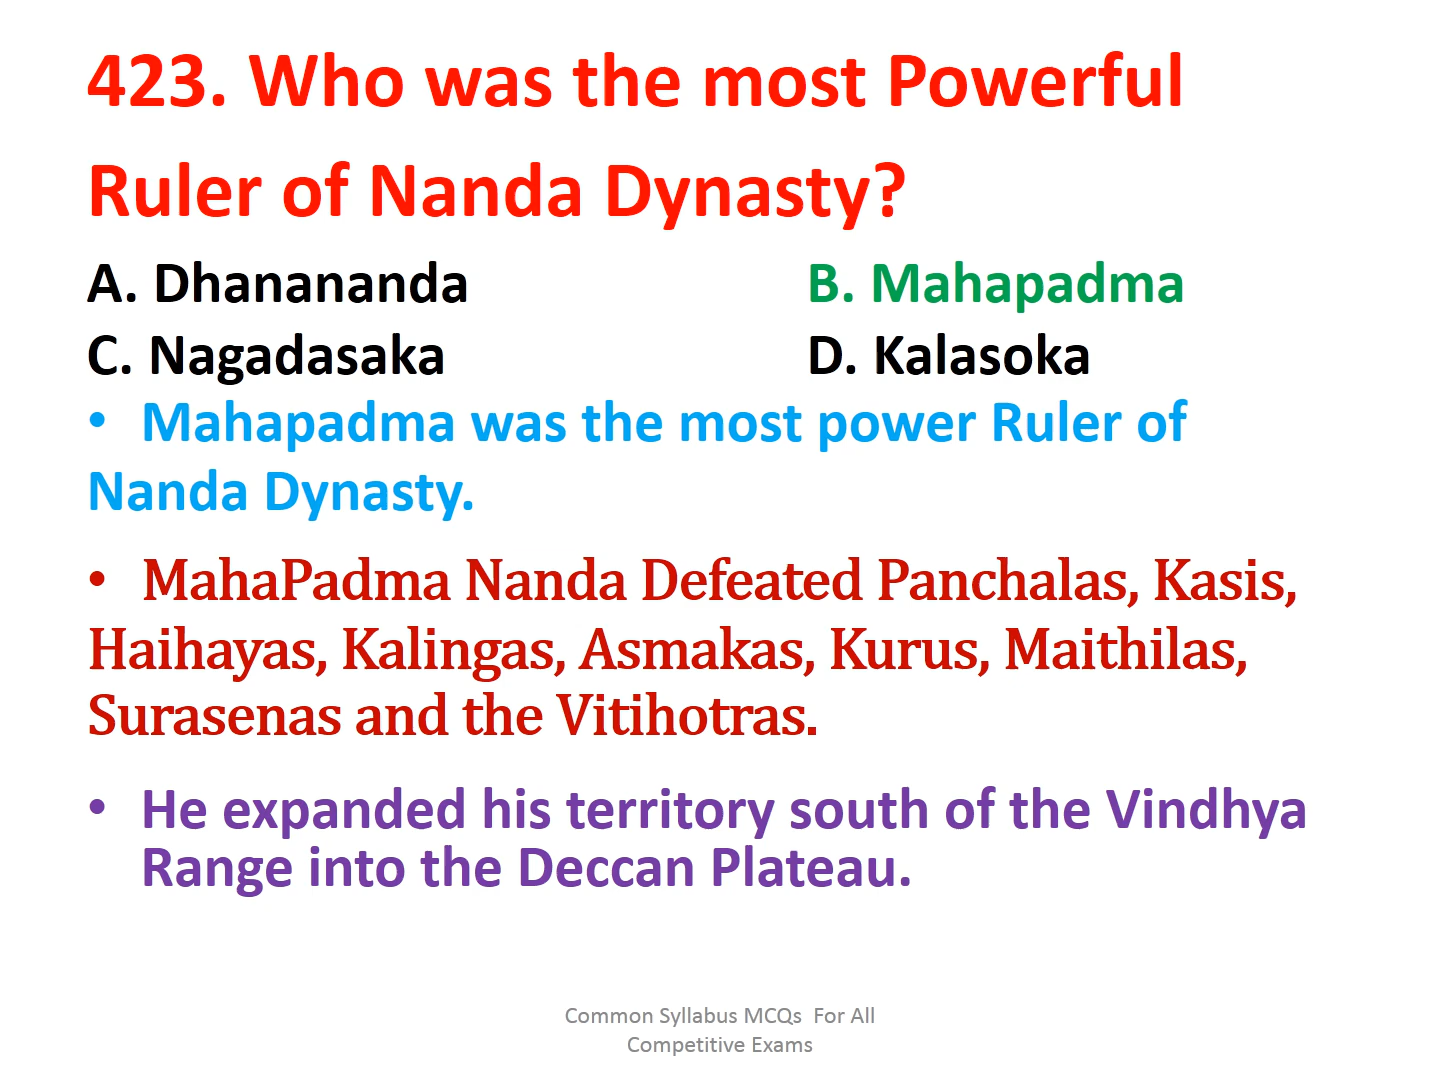 423. Who was the most Powerful
Ruler of Nanda Dynasty?
A. Dhanananda B. Mahapadma
C. Nagadasaka D. Kalasoka
• Mahapadma was the most power Ruler of
Nanda Dynasty.
• MahaPadma Nanda Defeated Panchalas, Kasis,
Haihayas, Kalingas, Asmakas, Kurus, Maithilas,
Surasenas and the Vitihotras.
• He expanded his territory south of the Vindhya
Range into the Deccan Plateau.
Common Syllabus MCQs For All
Competitive Exams